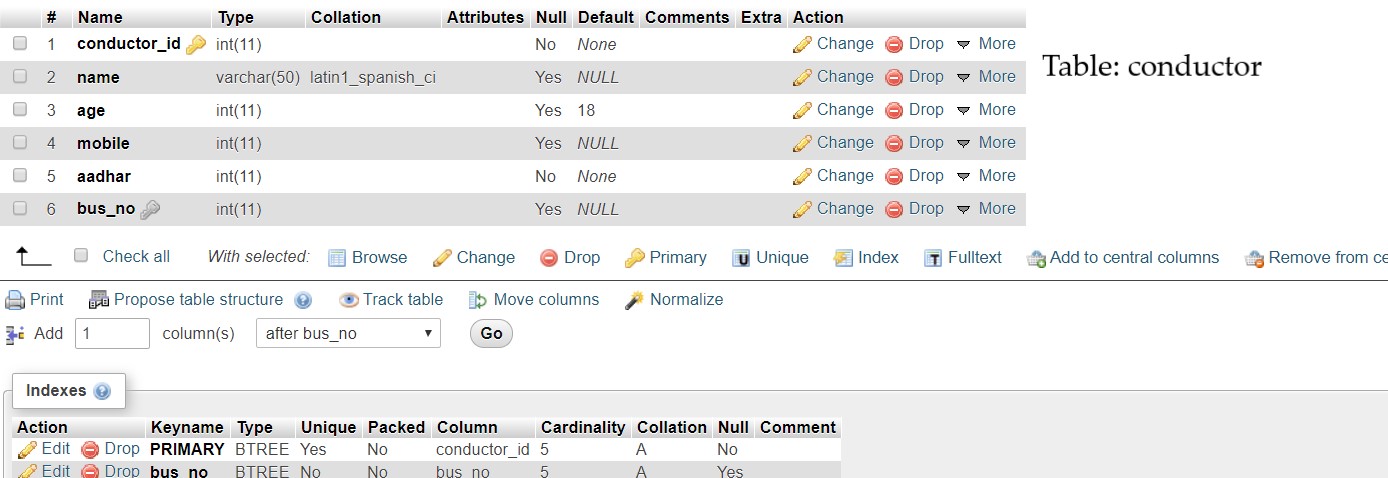 # Name Type Collation Attributes Null Default Comments Extra Action
1 conductor_id int(11) No None Change Drop More
2 name varchar(50) latin1_spanish_ci Yes NULL Change Drop More
3 age int(11) Yes 18 Change Drop More
4 mobile int(11) Yes NULL Change Drop More
5 aadhar int(11) No None Change Drop More
6 bus_no int(11) Yes NULL Change Drop More
Table: conductor
Check all With selected: Browse Change Drop Primary U Unique Index T Fulltext Add to central columns Remove from ce
Print Propose table structure ? Track table Move columns Normalize
Add 1 column(s) after bus_no Go
Indexes ?
Action Keyname Type Unique Packed Column Cardinality Collation Null Comment
Edit Drop PRIMARY BTREE Yes No conductor_id 5 A No
Edit Drop bus_no BTREE No No bus_no 5 A Yes